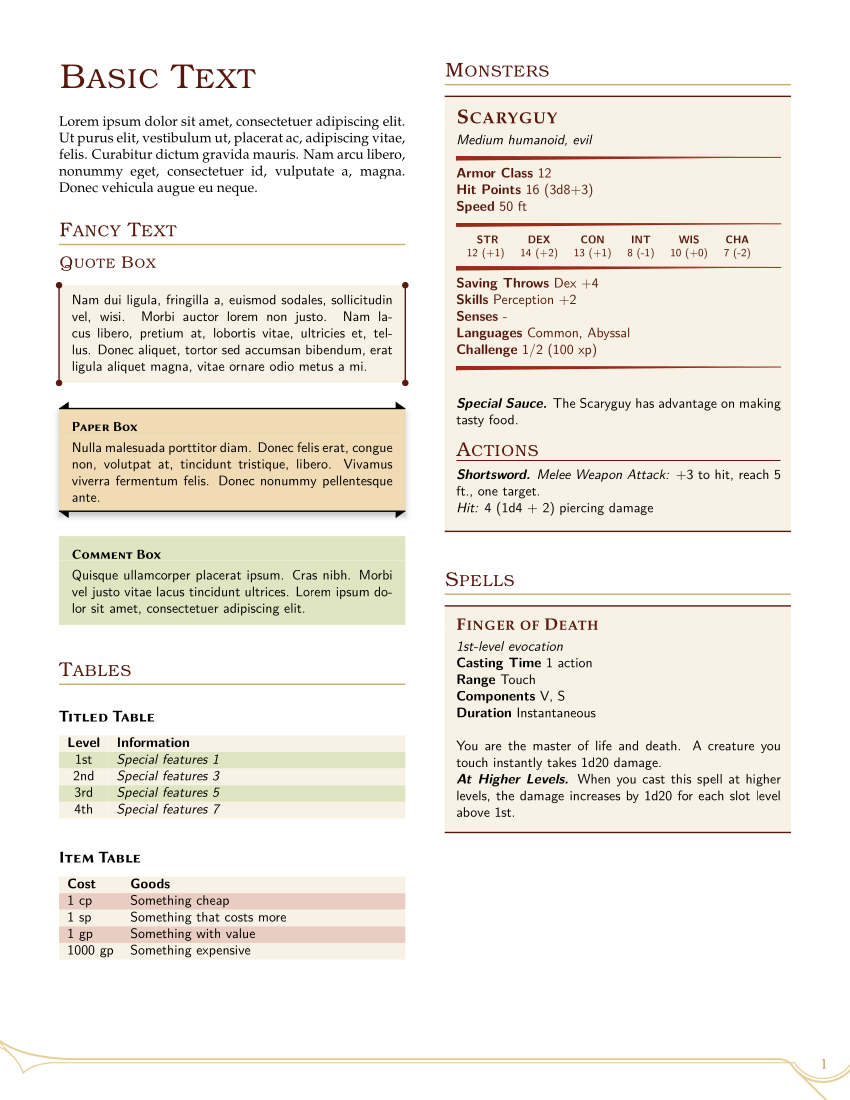 Basic Text
Lorem ipsum dolor sit amet, consectetuer adipiscing elit.
Ut purus elit, vestibulum ut, placerat ac, adipiscing vitae,
felis. Curabitur dictum gravida mauris. Nam arcu libero,
nonummy eget, consectetuer id, vulputate a, magna.
Donec vehicula augue eu neque.
Fancy Text
Quote Box
Nam dui ligula, fringilla a, euismod sodales, sollicitudin
vel, wisi. Morbi auctor lorem non justo. Nam la-
cus libero, pretium at, lobortis vitae, ultricies et, tel-
lus. Donec aliquet, tortor sed accumsan bibendum, erat
ligula aliquet magna, vitae ornare odio metus a mi.
Paper Box
Nulla malesuada porttitor diam. Donec felis erat, congue
non, volutpat at, tincidunt tristique, libero. Vivamus
viverra fermentum felis. Donec nonummy pellentesque
ante.
Comment Box
Quisque ullamcorper placerat ipsum. Cras nibh. Morbi
vel justo vitae lacus tincidunt ultrices. Lorem ipsum do-
lor sit amet, consectetuer adipiscing elit.
Tables
Titled Table
Level Information
1st Special features 1
2nd Special features 3
3rd Special features 5
4th Special features 7
Item Table
Cost Goods
1 cp Something cheap
1 sp Something that costs more
1 gp Something with value
1000 gp Something expensive
Monsters
Scaryguy
Medium humanoid, evil
Armor Class 12
Hit Points 16 (3d8+3)
Speed 50 ft
STR DEX CON INT WIS CHA
12 (+1) 14 (+2) 13 (+1) 8 (-1) 10 (+0) 7 (-2)
Saving Throws Dex +4
Skills Perception +2
Senses -
Languages Common, Abyssal
Challenge 1/2 (100 xp)
Special Sauce. The Scaryguy has advantage on making
tasty food.
Actions
Shortsword. Melee Weapon Attack: +3 to hit, reach 5
ft., one target.
Hit: 4 (1d4 + 2) piercing damage
Spells
Finger of Death
1st-level evocation
Casting Time 1 action
Range Touch
Components V, S
Duration Instantaneous
You are the master of life and death. A creature you
touch instantly takes 1d20 damage.
At Higher Levels. When you cast this spell at higher
levels, the damage increases by 1d20 for each slot level
above 1st.
1